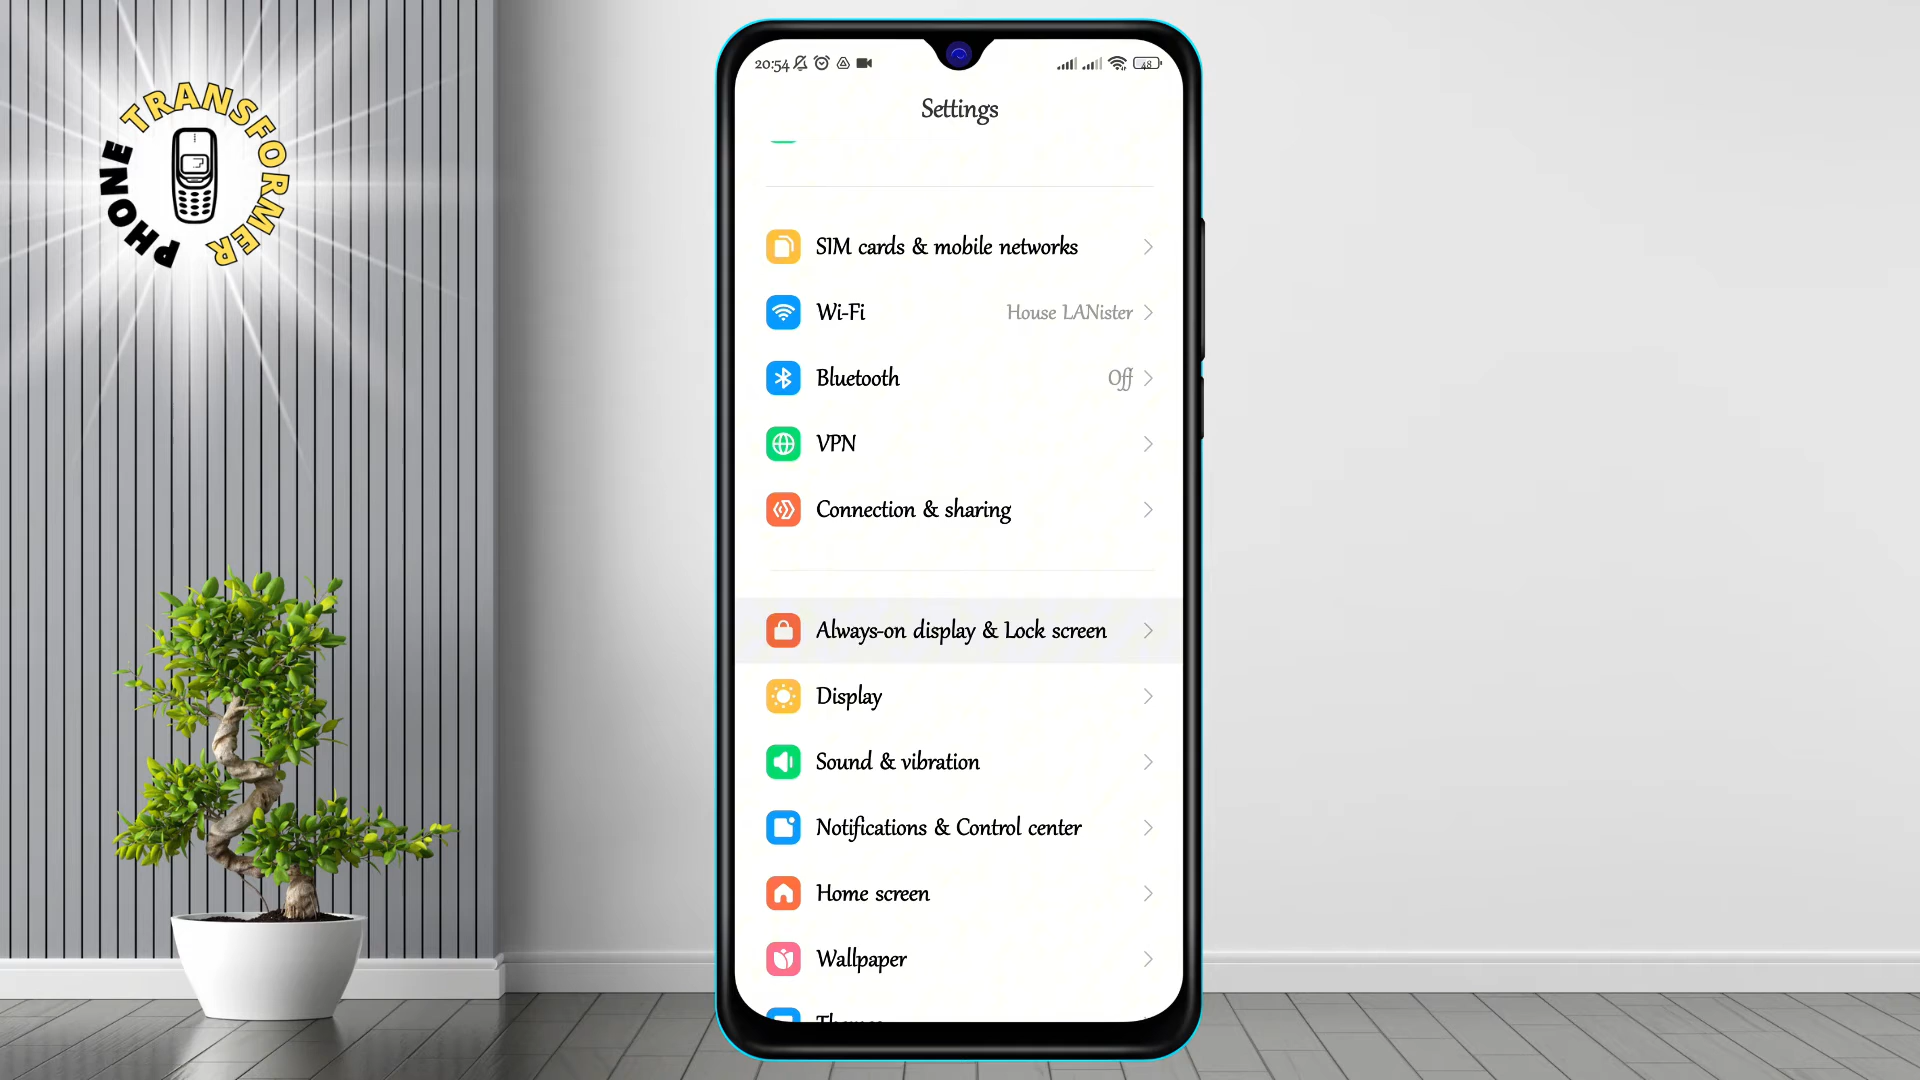 PHONE TRANSFORMER
20:54
48
Settings
SIM cards & mobile networks
Wi-Fi
House LANister
Bluetooth
Off
VPN
Connection & sharing
Always-on display & Lock screen
Display
Sound & vibration
Notifications & Control center
Home screen
Wallpaper